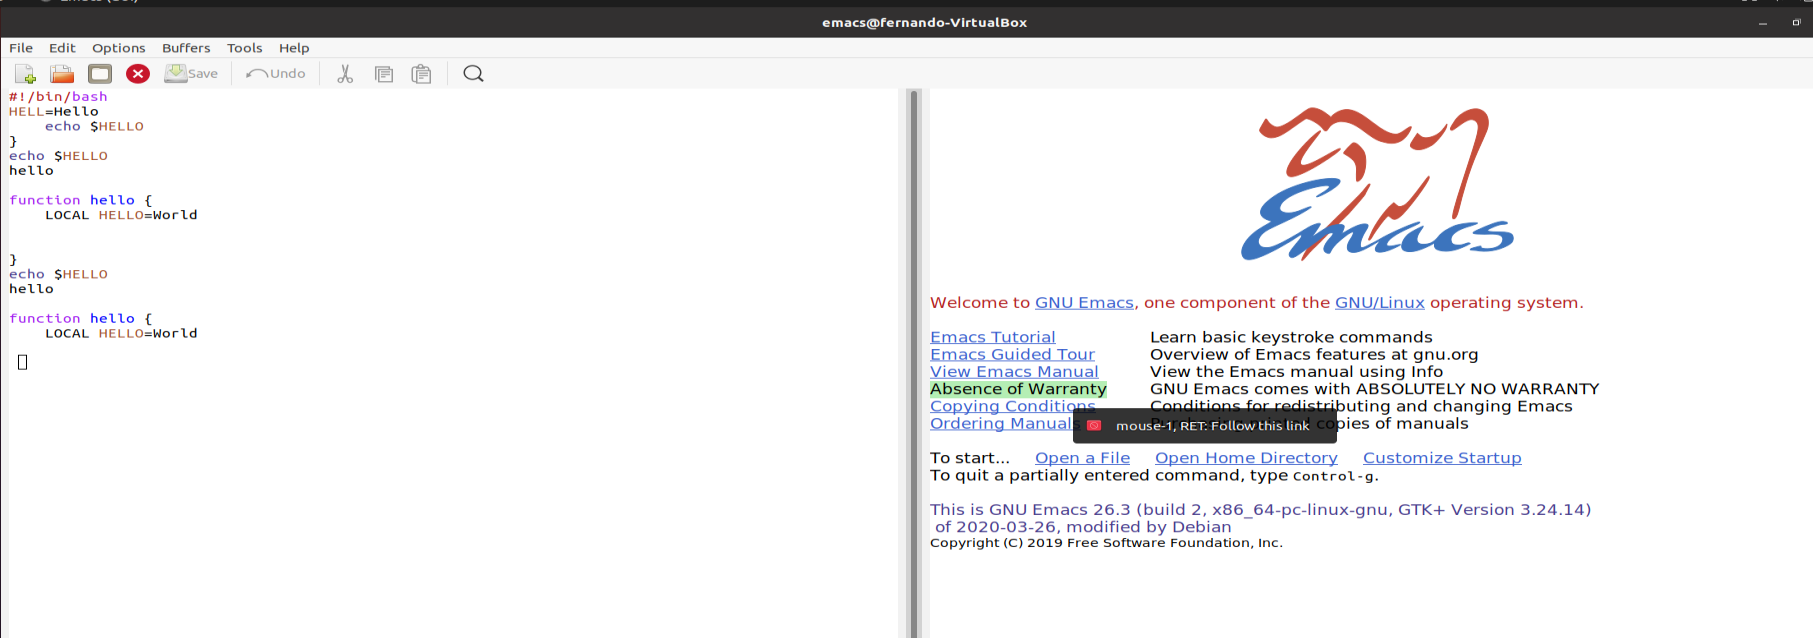 emacs@fernando-VirtualBox
File Edit Options Buffers Tools Help
Save Undo
#!/bin/bash
HELL=Hello
    echo $HELLO
}
echo $HELLO
hello

function hello {
    LOCAL HELLO=World


}
echo $HELLO
hello

function hello {
    LOCAL HELLO=World

Emacs
Welcome to GNU Emacs, one component of the GNU/Linux operating system.

Emacs Tutorial Learn basic keystroke commands
Emacs Guided Tour Overview of Emacs features at gnu.org
View Emacs Manual View the Emacs manual using Info
Absence of Warranty GNU Emacs comes with ABSOLUTELY NO WARRANTY
Copying Conditions Conditions for redistributing and changing Emacs
Ordering Manuals copies of manuals
mouse-1, RET: Follow this link

To start... Open a File Open Home Directory Customize Startup
To quit a partially entered command, type Control-g.

This is GNU Emacs 26.3 (build 2, x86_64-pc-linux-gnu, GTK+ Version 3.24.14)
of 2020-03-26, modified by Debian
Copyright (C) 2019 Free Software Foundation, Inc.